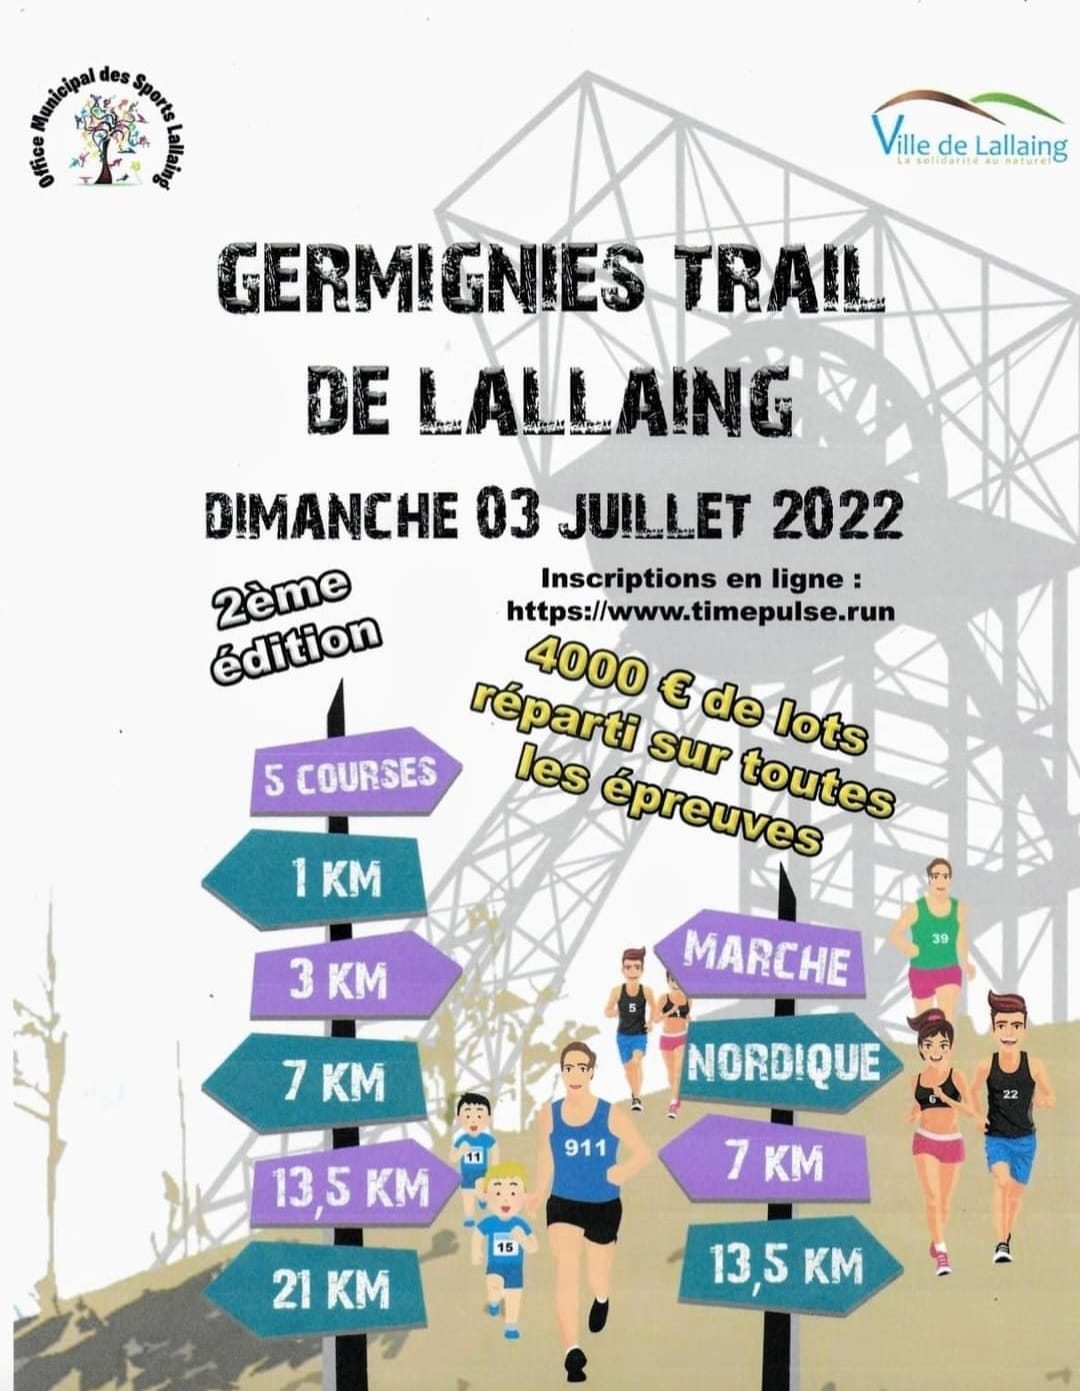 Office Municipal des Sports Lallaing
Ville de Lallaing
La solidarité au naturel
GERMIGNIES TRAIL
DE LALLAING
DIMANCHE 03 JUILLET 2022
2ème
édition
Inscriptions en ligne :
https://www.timepulse.run
4000 € de lots
réparti sur toutes
les épreuves
5 COURSES
1 KM
3 KM
7 KM
13,5 KM
21 KM
MARCHE
NORDIQUE
7 KM
13,5 KM
39
5
6
22
911
11
15